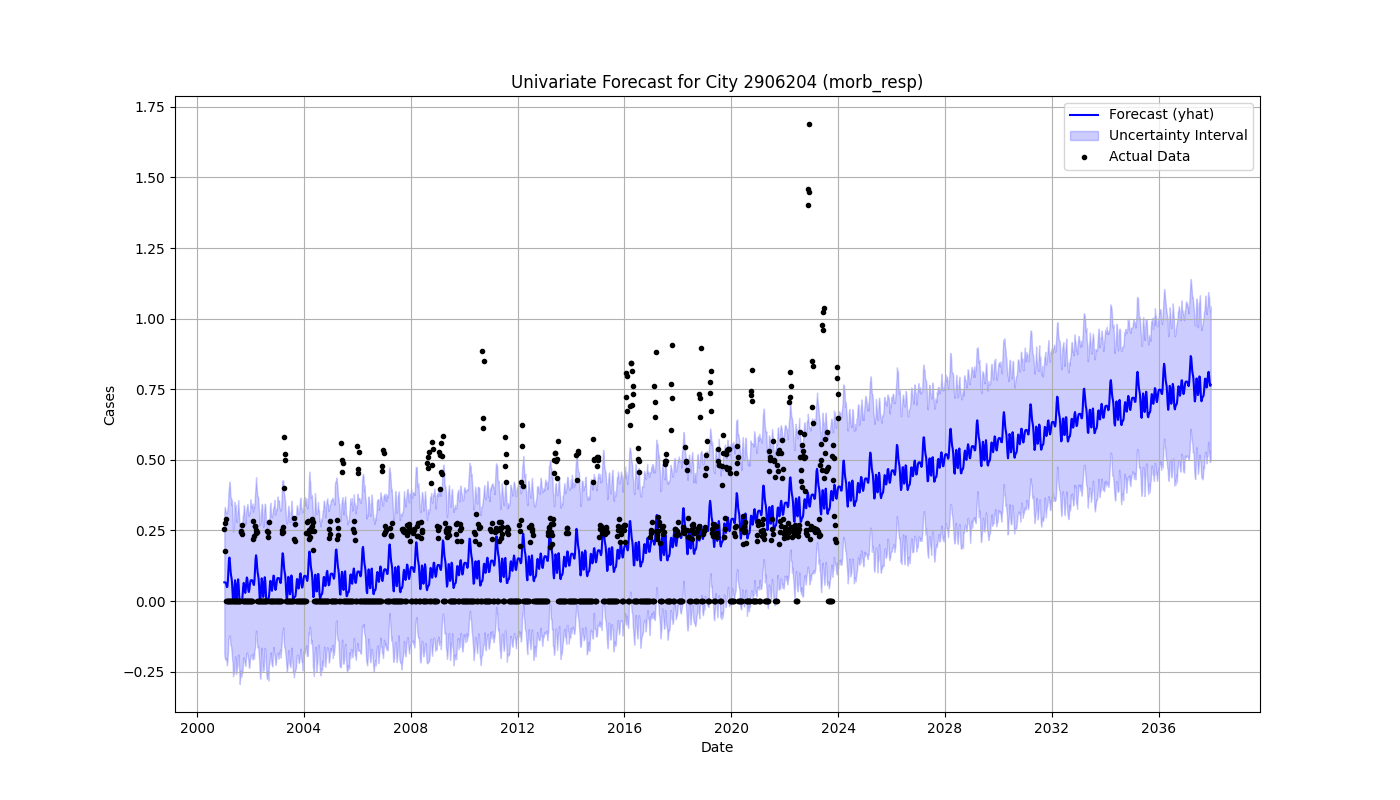 Univariate Forecast for City 2906204 (morb_resp)
Forecast (yhat)
Uncertainty Interval
Actual Data
1.75
1.50
1.25
1.00
0.75
0.50
0.25
0.00
−0.25
Cases
2000 2004 2008 2012 2016 2020 2024 2028 2032 2036
Date